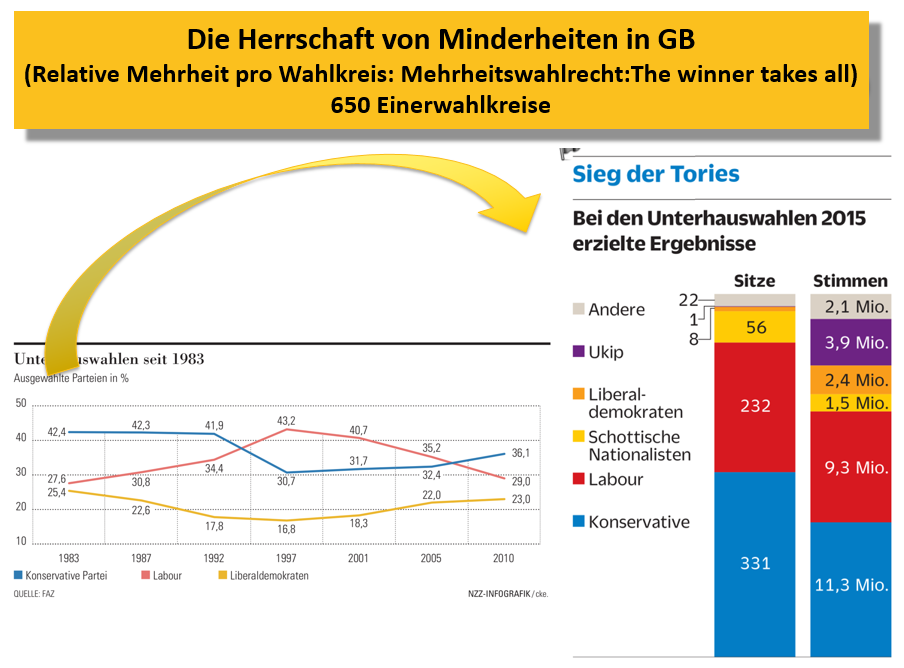 Die Herrschaft von Minderheiten in GB
(Relative Mehrheit pro Wahlkreis: Mehrheitswahlrecht:The winner takes all)
650 Einerwahlkreise
Sieg der Tories
Bei den Unterhauswahlen 2015
erzielte Ergebnisse
Sitze Stimmen
Andere 22 2,1 Mio.
Ukip 1 3,9 Mio.
Liberal-
demokraten 8 2,4 Mio.
Schottische
Nationalisten 56 1,5 Mio.
Labour 232 9,3 Mio.
Konservative 331 11,3 Mio.
seit 1983
Ausgewählte Parteien in %
50
40
30
20
10
42,4 42,3 41,9 30,7 31,7 32,4 36,1
27,6 30,8 34,4 43,2 40,7 35,2 29,0
25,4 22,6 17,8 16,8 18,3 22,0 23,0
1983 1987 1992 1997 2001 2005 2010
Konservative Partei Labour Liberaldemokraten
QUELLE: FAZ NZZ-INFOGRAFIK/cke.